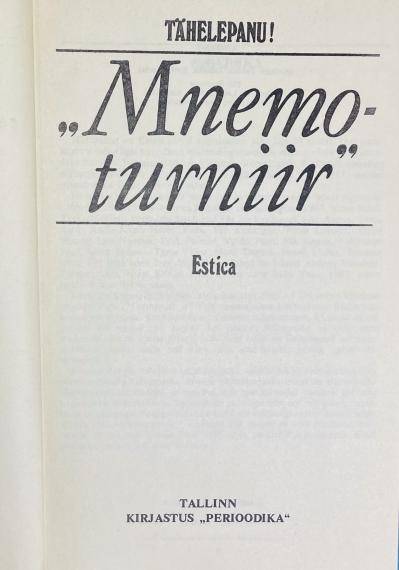 TÄHELEPANU!
„Mnemo-
turniir”
Estica
TALLINN
KIRJASTUS „PERIOODIKA“